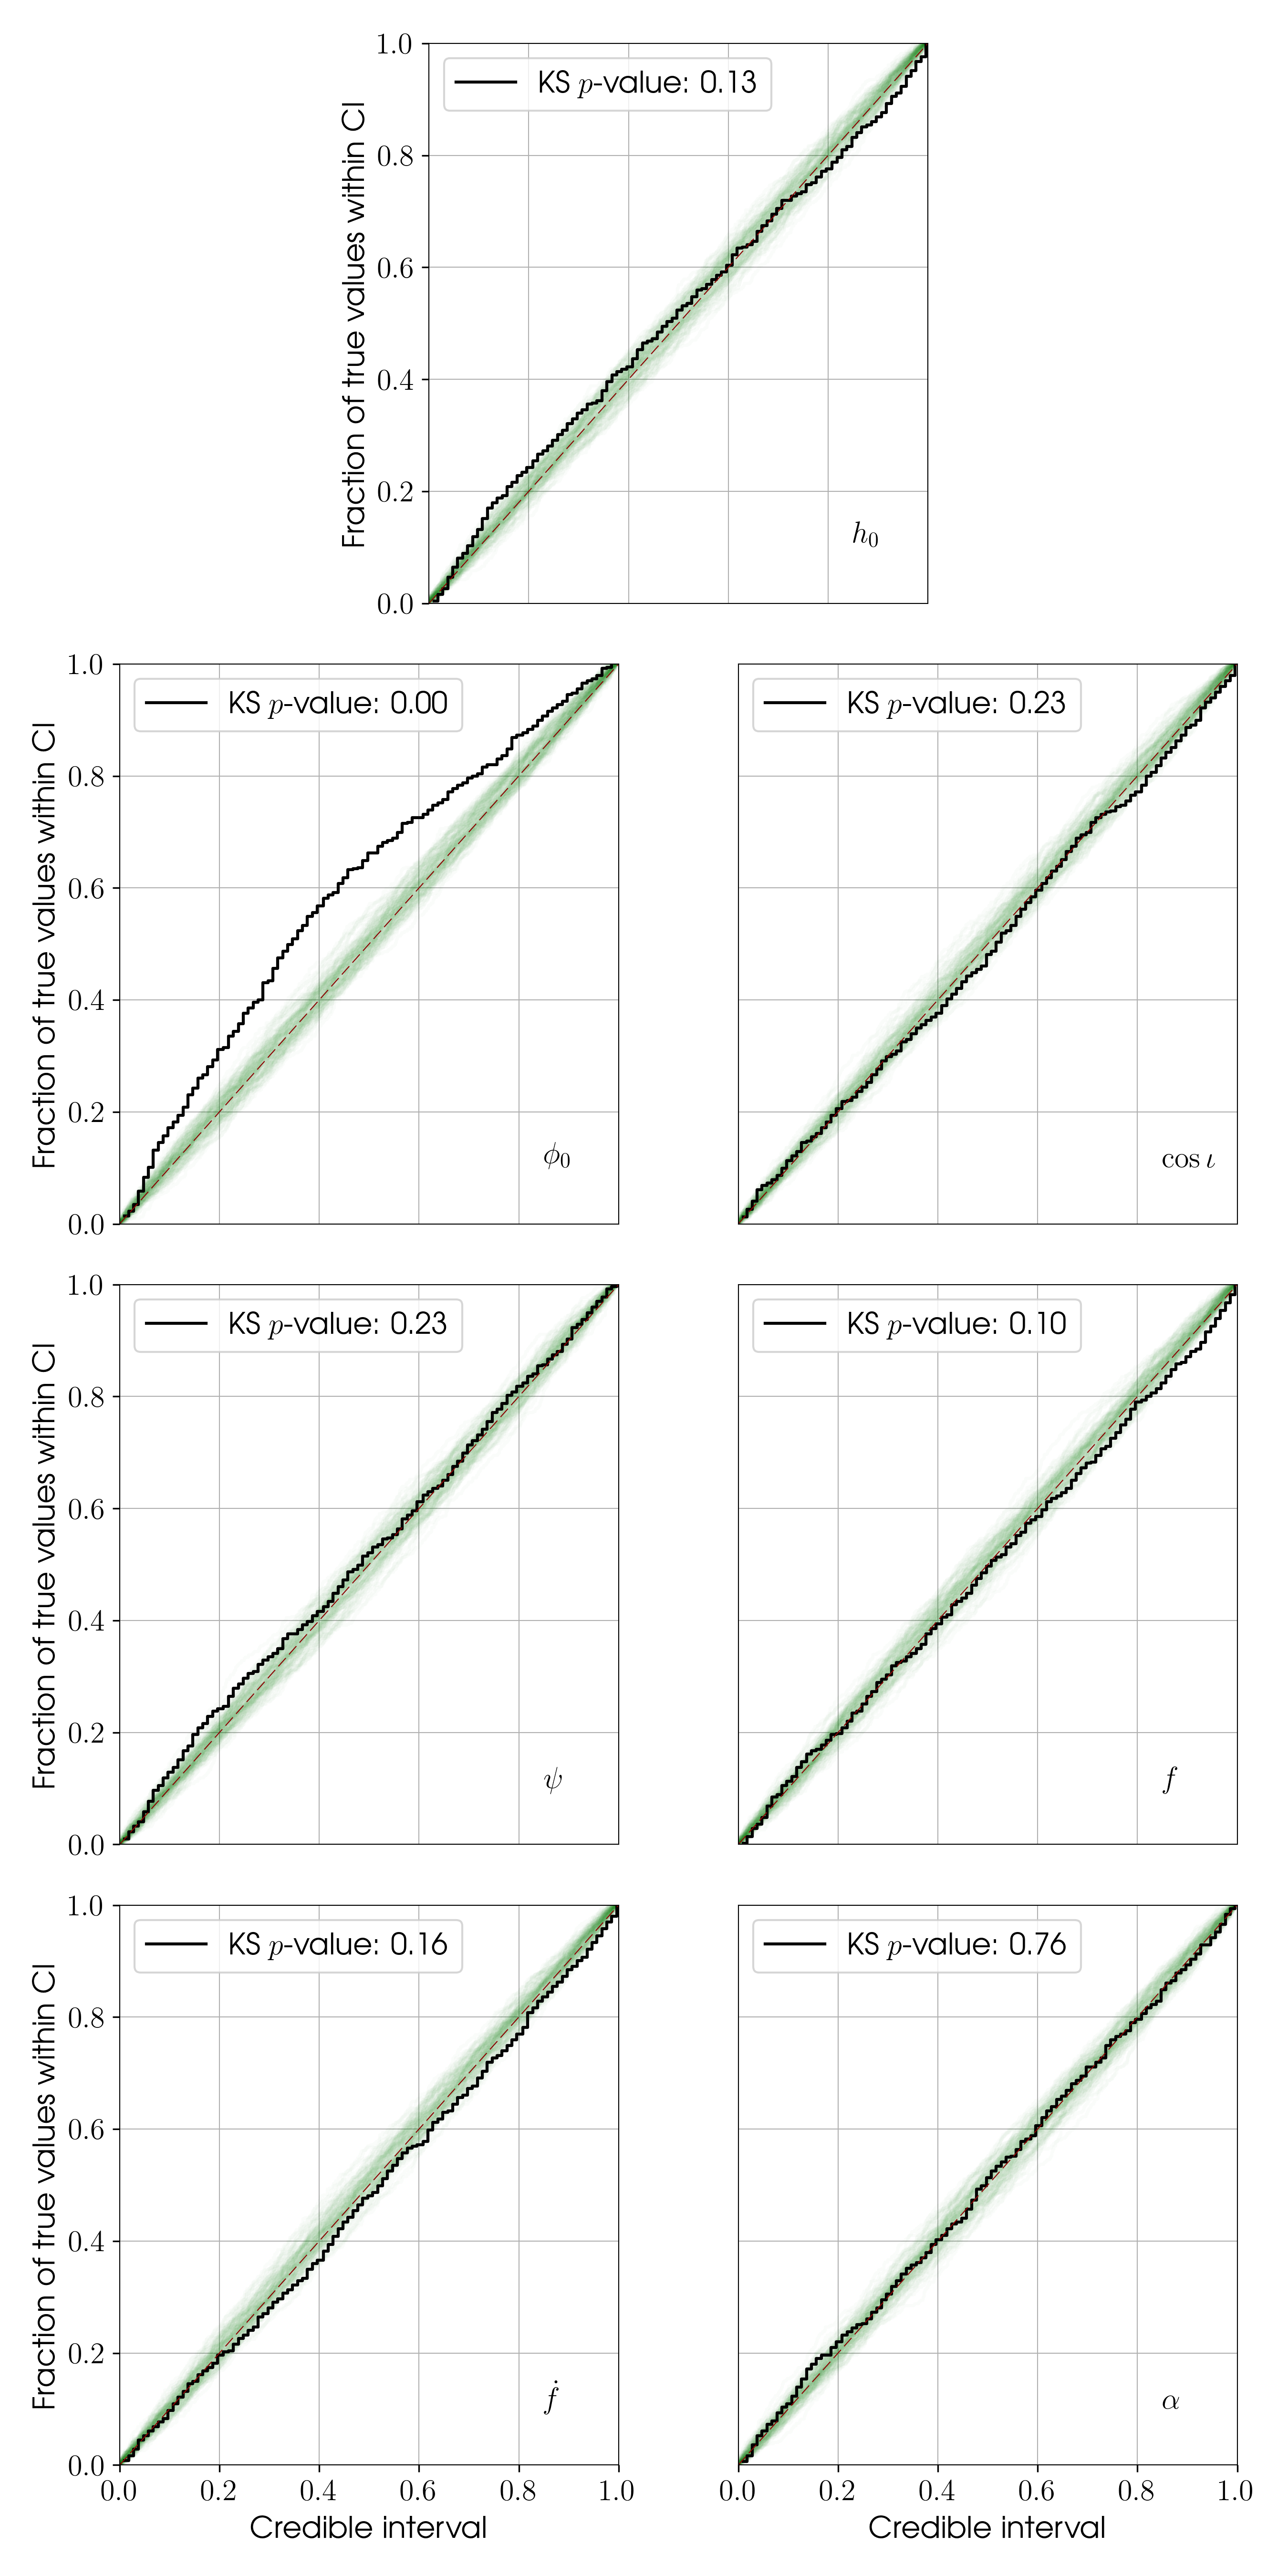 KS p-value: 0.13
1.0
0.8
0.6
0.4
0.2
0.0
Fraction of true values within CI
h₀
KS p-value: 0.00
1.0
0.8
0.6
0.4
0.2
0.0
Fraction of true values within CI
ϕ₀
KS p-value: 0.23
cos ι
KS p-value: 0.23
1.0
0.8
0.6
0.4
0.2
0.0
Fraction of true values within CI
ψ
KS p-value: 0.10
f
KS p-value: 0.16
1.0
0.8
0.6
0.4
0.2
0.0
Fraction of true values within CI
ḟ
0.0 0.2 0.4 0.6 0.8 1.0
Credible interval
KS p-value: 0.76
α
0.0 0.2 0.4 0.6 0.8 1.0
Credible interval